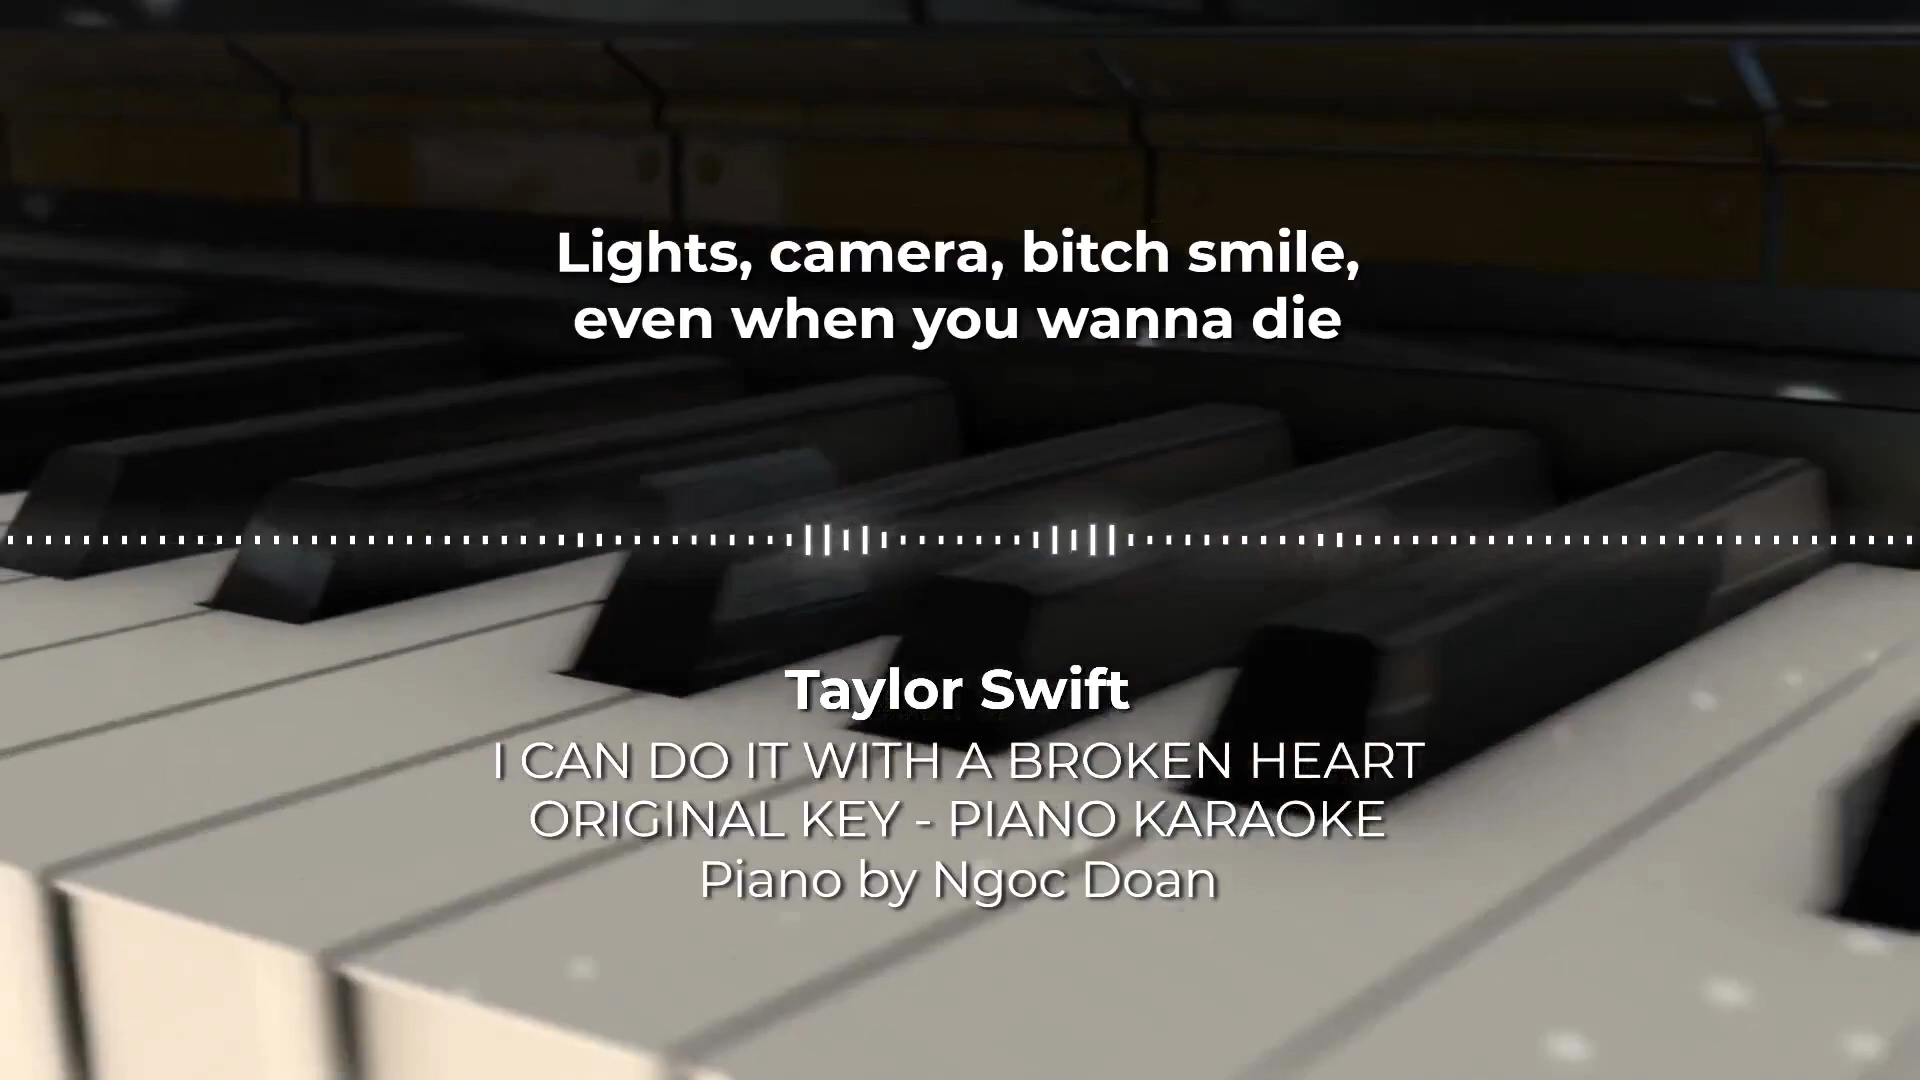 Lights, camera, bitch smile,
even when you wanna die
Taylor Swift
I CAN DO IT WITH A BROKEN HEART
ORIGINAL KEY - PIANO KARAOKE
Piano by Ngoc Doan